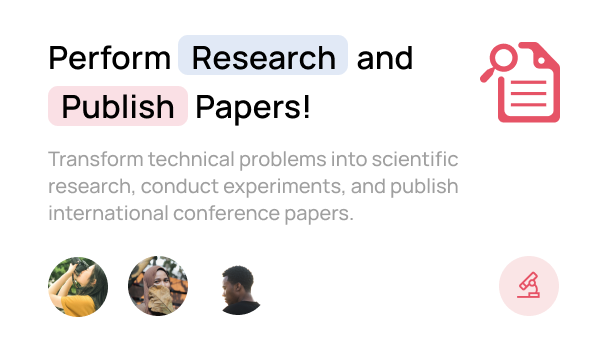 Perform Research and
Publish Papers!
Transform technical problems into scientific
research, conduct experiments, and publish
international conference papers.